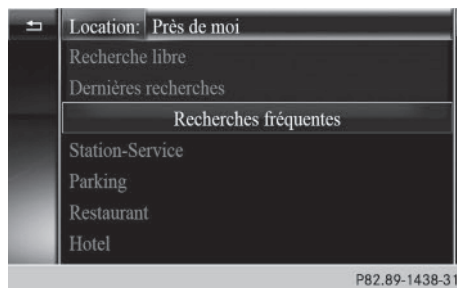 Location: Près de moi
Recherche libre
Dernières recherches
Recherches fréquentes
Station-Service
Parking
Restaurant
Hotel
P82.89-1438-31